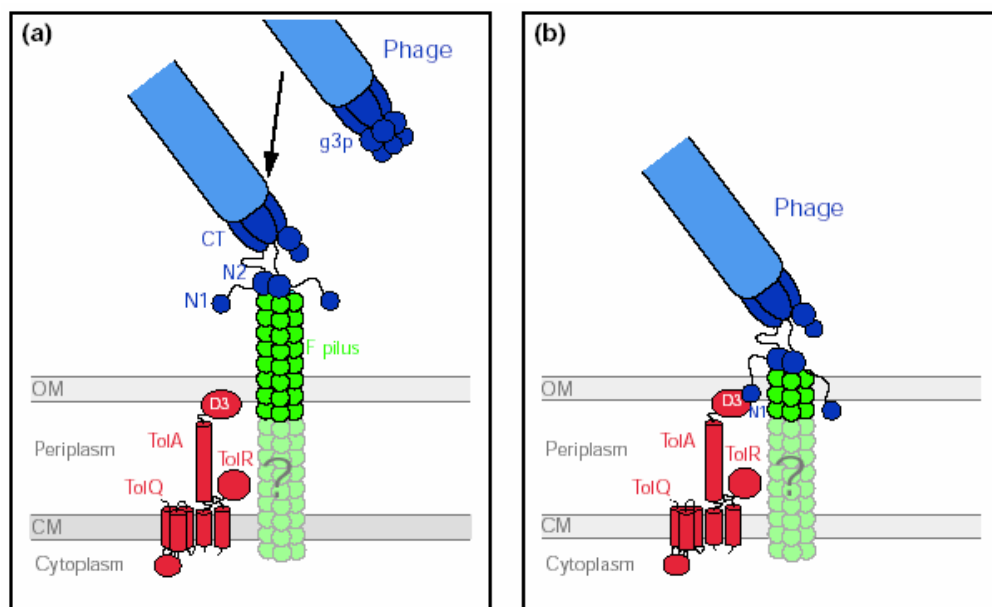 (a)
Phage
g3p
CT
N2
N1
F pilus
OM
D3
Periplasm
TolA
TolR
?
TolQ
CM
Cytoplasm
(b)
Phage
OM
D3
N1
Periplasm
TolA
TolR
?
TolQ
CM
Cytoplasm